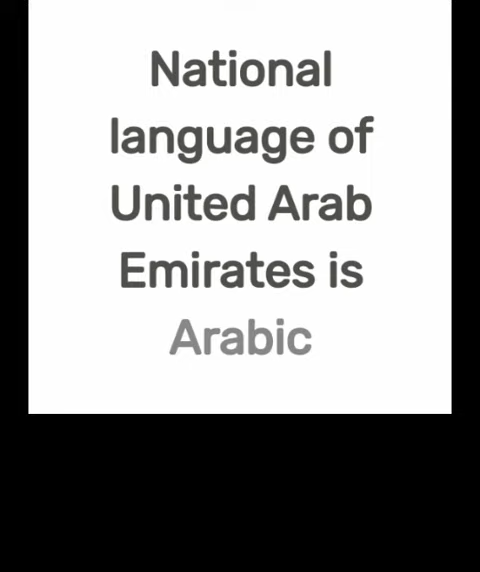 National
language of
United Arab
Emirates is
Arabic